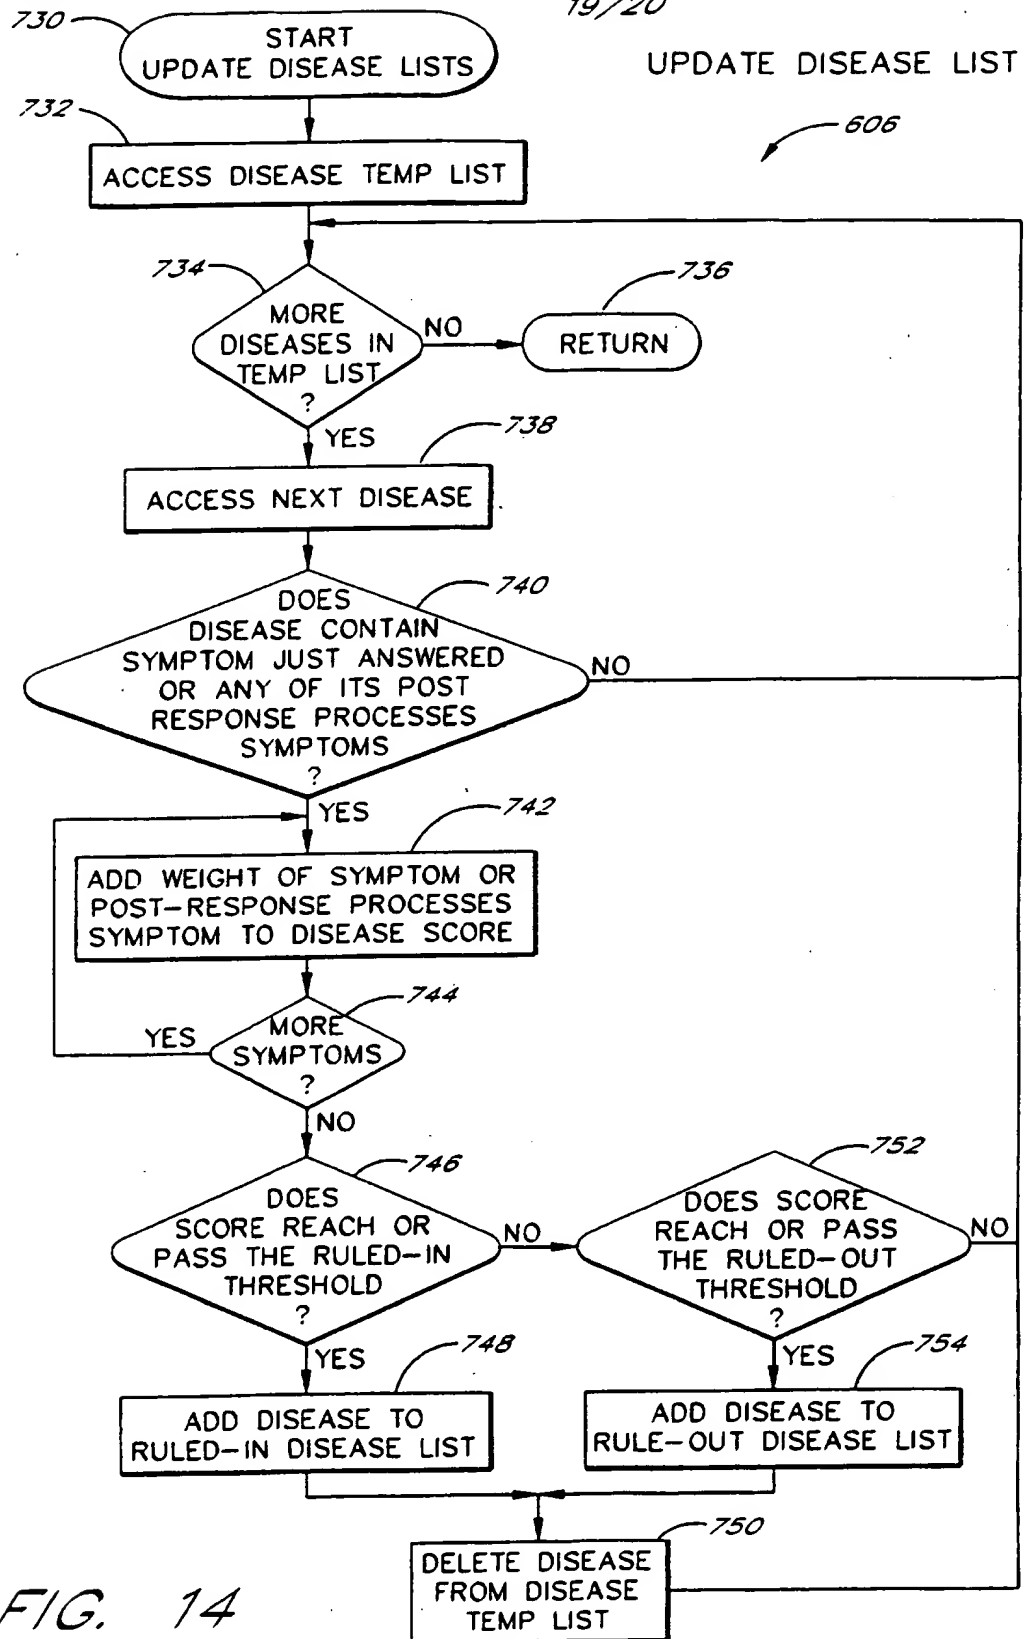 19/20
730
START
UPDATE DISEASE LISTS
UPDATE DISEASE LIST
606
732
ACCESS DISEASE TEMP LIST
734
MORE
DISEASES IN
TEMP LIST
?
NO
736
RETURN
YES
738
ACCESS NEXT DISEASE
740
DOES
DISEASE CONTAIN
SYMPTOM JUST ANSWERED
OR ANY OF ITS POST
RESPONSE PROCESSES
SYMPTOMS
?
NO
YES
742
ADD WEIGHT OF SYMPTOM OR
POST-RESPONSE PROCESSES
SYMPTOM TO DISEASE SCORE
744
MORE
SYMPTOMS
?
YES
NO
746
DOES
SCORE REACH OR
PASS THE RULED-IN
THRESHOLD
?
NO
752
DOES SCORE
REACH OR PASS
THE RULED-OUT
THRESHOLD
?
NO
YES
748
ADD DISEASE TO
RULED-IN DISEASE LIST
YES
754
ADD DISEASE TO
RULE-OUT DISEASE LIST
750
DELETE DISEASE
FROM DISEASE
TEMP LIST
FIG. 14